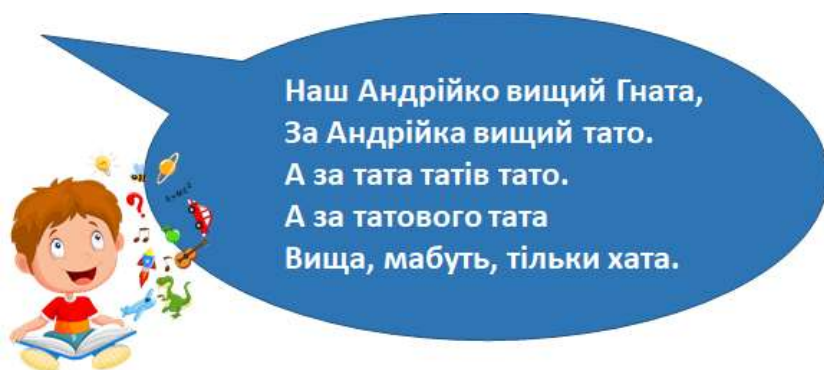 Наш Андрійко вищий Гната,
За Андрійка вищий тато.
А за тата татів тато.
А за татового тата
Вища, мабуть, тільки хата.